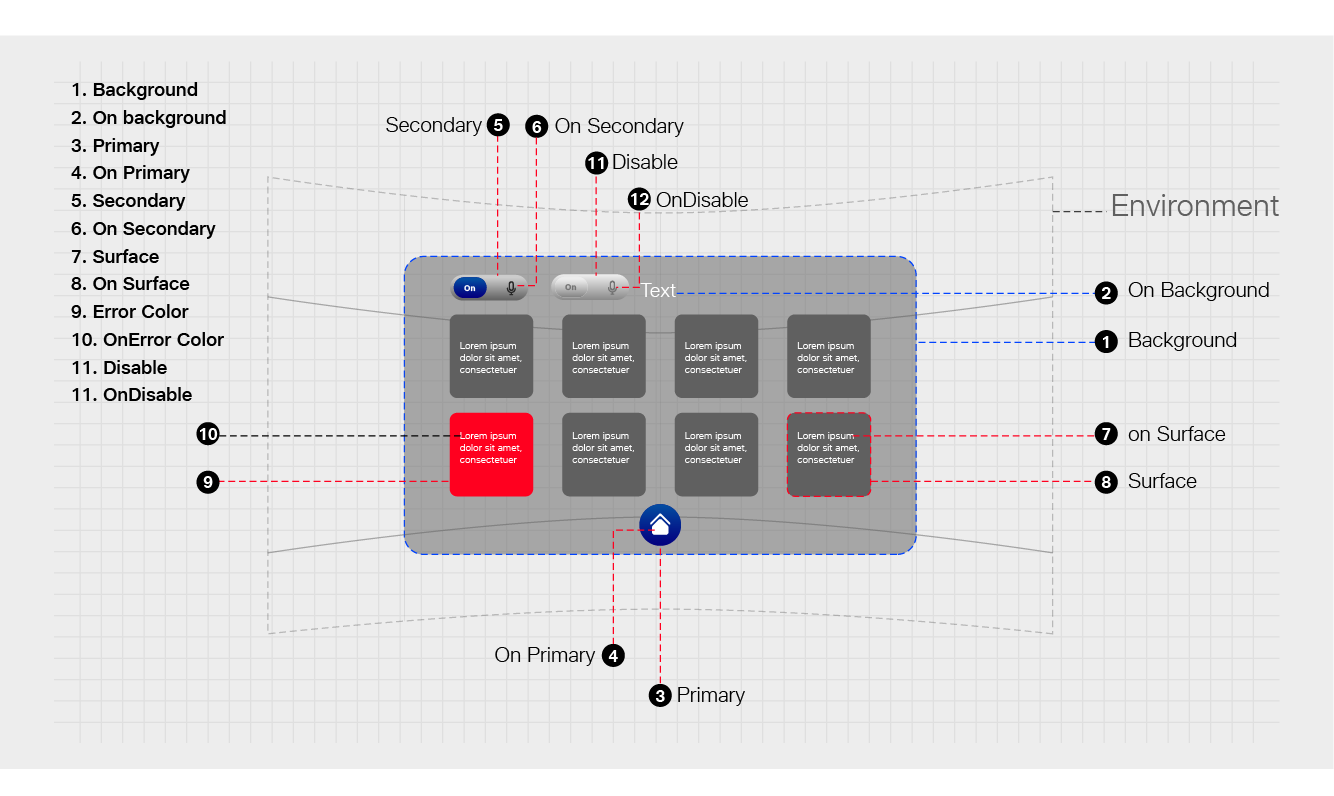 1. Background
2. On background
3. Primary
4. On Primary
5. Secondary
6. On Secondary
7. Surface
8. On Surface
9. Error Color
10. OnError Color
11. Disable
11. OnDisable
Secondary 5
6 On Secondary
11 Disable
12 OnDisable
Environment
On
On
Text
2 On Background
1 Background
Lorem ipsum
dolor sit amet,
consectetuer
Lorem ipsum
dolor sit amet,
consectetuer
Lorem ipsum
dolor sit amet,
consectetuer
Lorem ipsum
dolor sit amet,
consectetuer
10
9
Lorem ipsum
dolor sit amet,
consectetuer
Lorem ipsum
dolor sit amet,
consectetuer
Lorem ipsum
dolor sit amet,
consectetuer
Lorem ipsum
dolor sit amet,
consectetuer
7 on Surface
8 Surface
On Primary 4
3 Primary